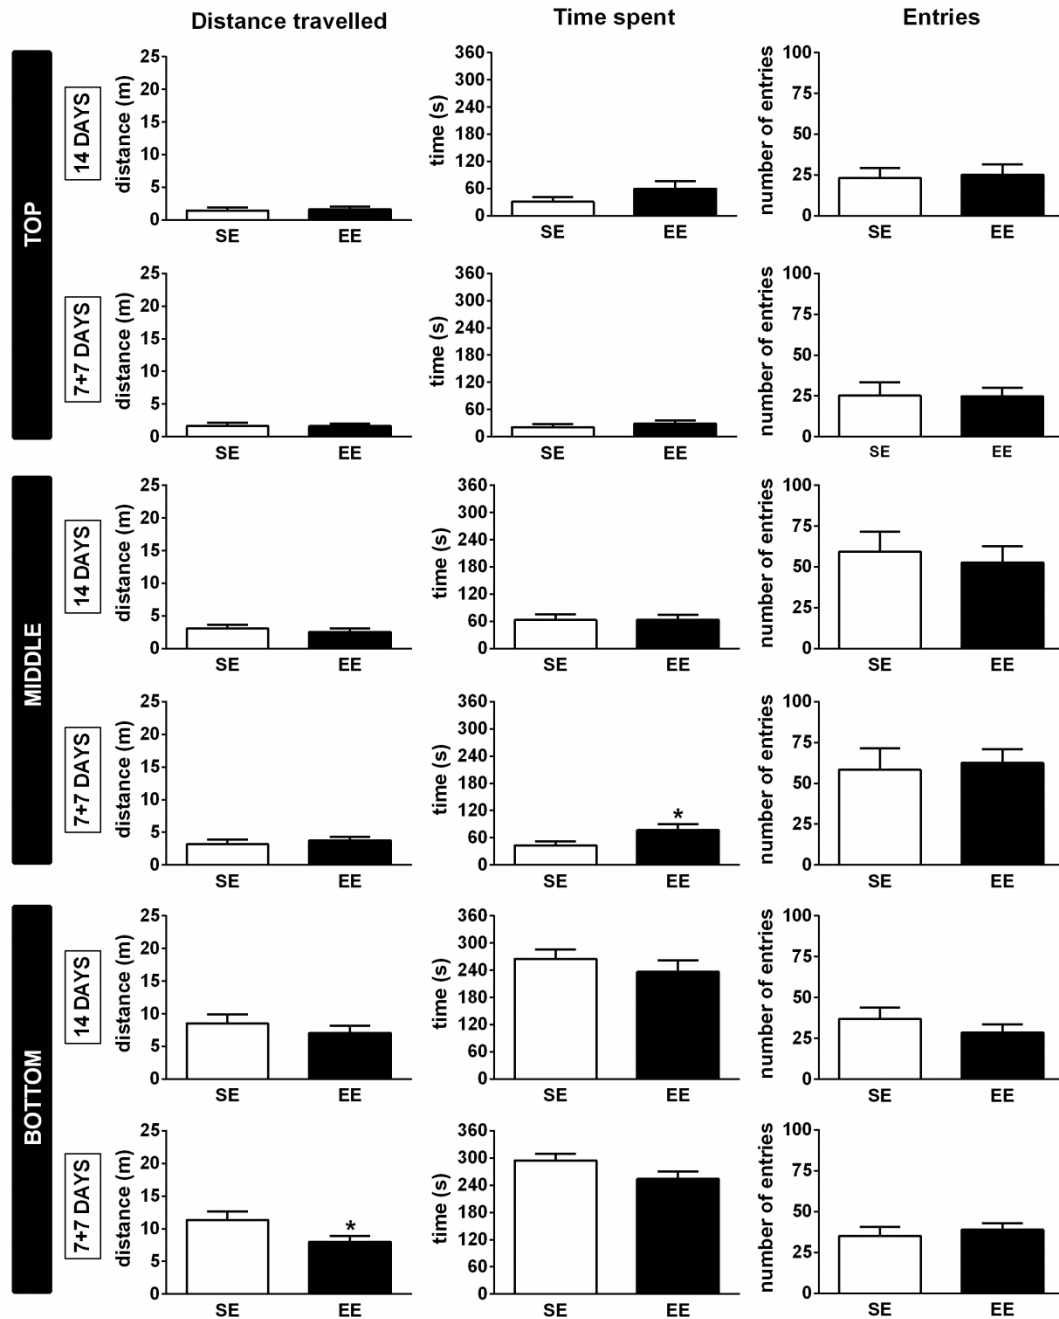 Distance travelled
Time spent
Entries
TOP
14 DAYS
distance (m)
25
20
15
10
5
0
SE
EE
time (s)
360
300
240
180
120
60
0
SE
EE
number of entries
100
75
50
25
0
SE
EE
7+7 DAYS
distance (m)
25
20
15
10
5
0
SE
EE
time (s)
360
300
240
180
120
60
0
SE
EE
number of entries
100
75
50
25
0
SE
EE
MIDDLE
14 DAYS
distance (m)
25
20
15
10
5
0
SE
EE
time (s)
360
300
240
180
120
60
0
SE
EE
number of entries
100
75
50
25
0
SE
EE
7+7 DAYS
distance (m)
25
20
15
10
5
0
SE
EE
time (s)
360
300
240
180
120
60
0
*
SE
EE
number of entries
100
75
50
25
0
SE
EE
BOTTOM
14 DAYS
distance (m)
25
20
15
10
5
0
SE
EE
time (s)
360
300
240
180
120
60
0
SE
EE
number of entries
100
75
50
25
0
SE
EE
7+7 DAYS
distance (m)
25
20
15
10
5
0
*
SE
EE
time (s)
360
300
240
180
120
60
0
SE
EE
number of entries
100
75
50
25
0
SE
EE